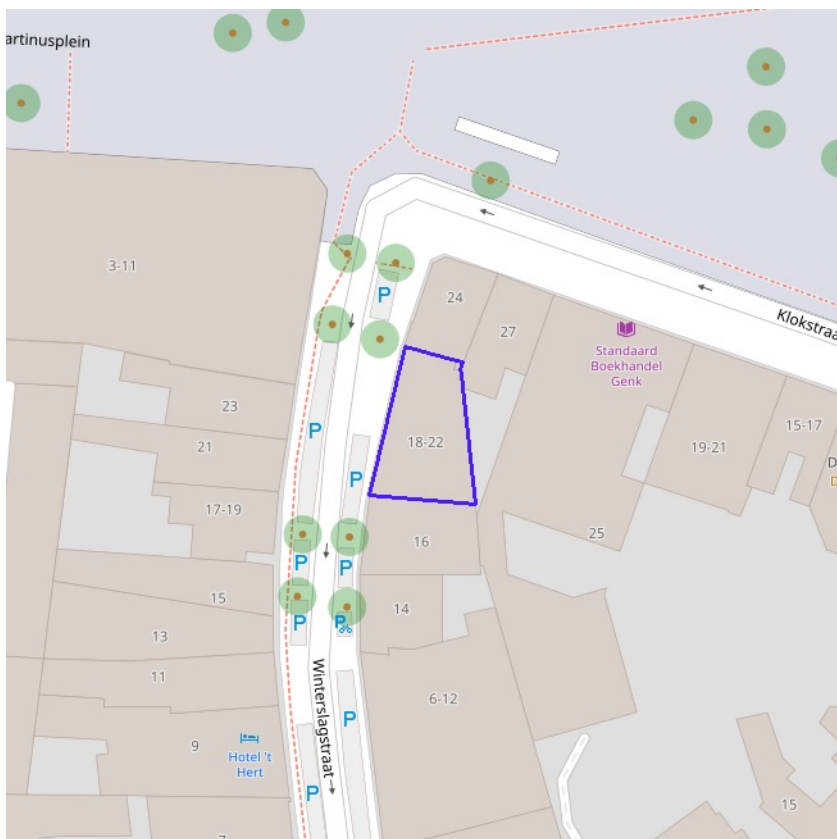 artinusplein
3-11
24
27
Klokstraa
P
Standaard
Boekhandel
Genk
23
21
P
18-22
19-21
15-17
D
D
P
17-19
16
25
P
P
15
14
P
P
13
11
6-12
Winterslagstraat
P
9
Hotel 't
Hert
P
15
7